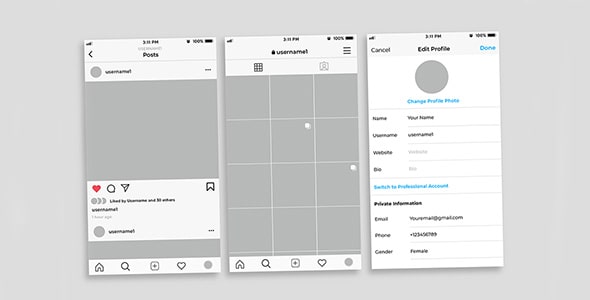 3:11 PM
100%
USERNAME1
Posts
username1
Liked by Username and 30 others
username1
1 hour ago
username1
3:11 PM
100%
username1
3:11 PM
100%
Cancel
Edit Profile
Done
Change Profile Photo
Name Your Name
Username username1
Website Website
Bio Bio
Switch to Professional Account
Private Information
Email Youremail@gmail.com
Phone +123456789
Gender Female